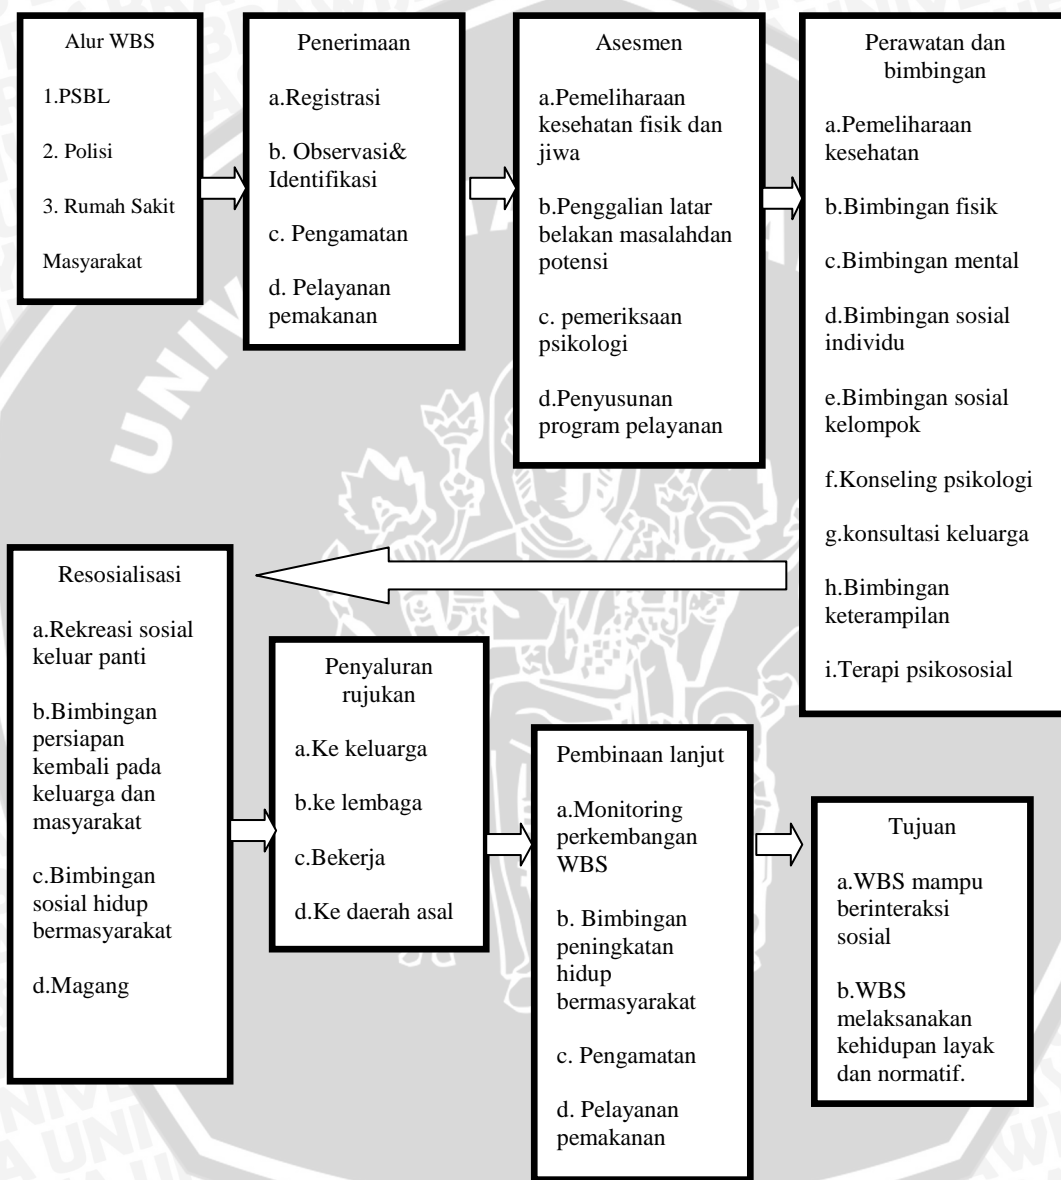 Alur WBS
1.PSBL
2. Polisi
3. Rumah Sakit
Masyarakat
Penerimaan
a.Registrasi
b. Observasi&
Identifikasi
c. Pengamatan
d. Pelayanan
pemakanan
Asesmen
a.Pemeliharaan
kesehatan fisik dan
jiwa
b.Penggalian latar
belakan masalahdan
potensi
c. pemeriksaan
psikologi
d.Penyusunan
program pelayanan
Perawatan dan
bimbingan
a.Pemeliharaan
kesehatan
b.Bimbingan fisik
c.Bimbingan mental
d.Bimbingan sosial
individu
e.Bimbingan sosial
kelompok
f.Konseling psikologi
g.konsultasi keluarga
h.Bimbingan
keterampilan
i.Terapi psikososial
Resosialisasi
a.Rekreasi sosial
keluar panti
b.Bimbingan
persiapan
kembali pada
keluarga dan
masyarakat
c.Bimbingan
sosial hidup
bermasyarakat
d.Magang
Penyaluran
rujukan
a.Ke keluarga
b.ke lembaga
c.Bekerja
d.Ke daerah asal
Pembinaan lanjut
a.Monitoring
perkembangan
WBS
b. Bimbingan
peningkatan
hidup
bermasyarakat
c. Pengamatan
d. Pelayanan
pemakanan
Tujuan
a.WBS mampu
berinteraksi
sosial
b.WBS
melaksanakan
kehidupan layak
dan normatif.